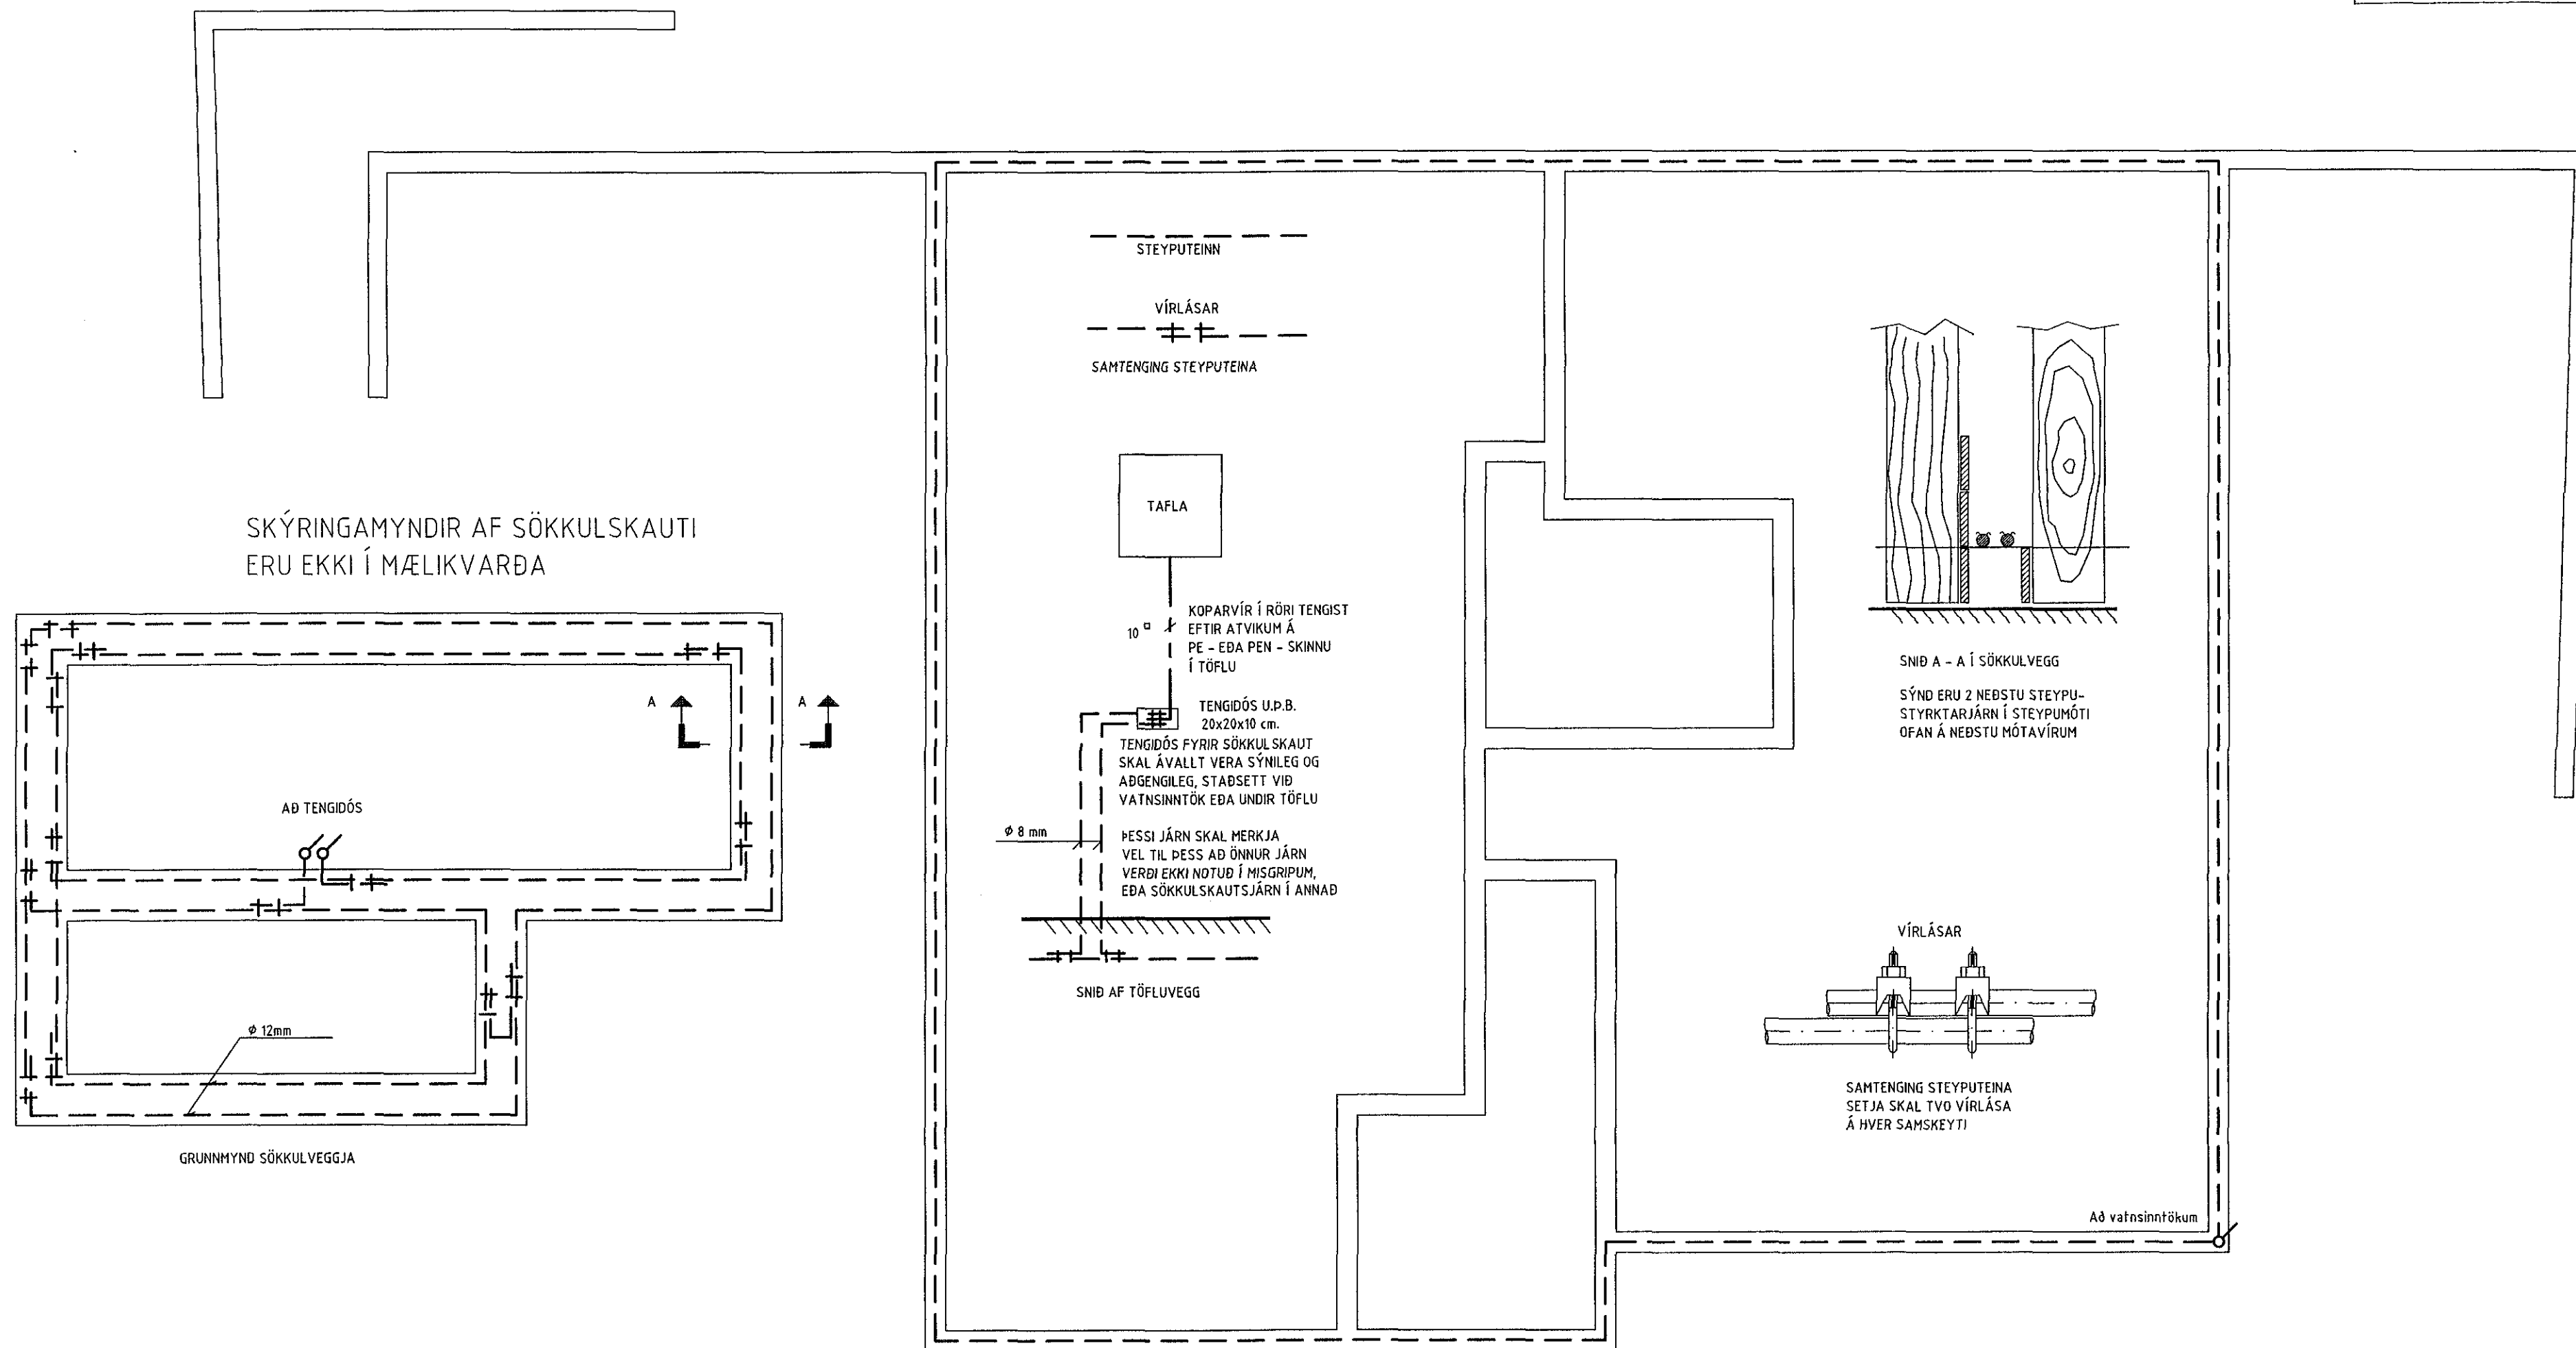 SKÝRINGAMYNDIR AF SÖKKULSKAUTI
ERU EKKI Í MÆLIKVARÐA
A
A
AÐ TENGIDÓS
Φ 12mm
GRUNNMYND SÖKKULVEGGJA
STEYPUTEINN
VÍRLÁSAR
SAMTENGING STEYPUTEINA
TAFLA
10 □
KOPARVÍR Í RÖRI TENGIST
EFTIR ATVIKUM Á
PE - EÐA PEN - SKINNU
Í TÖFLU
TENGIDÓS U.Þ.B.
20x20x10 cm.
TENGIDÓS FYRIR SÖKKULSKAUT
SKAL ÁVALLT VERA SÝNILEG OG
AÐGENGILEG, STAÐSETT VIÐ
VATNSINNTÖK EÐA UNDIR TÖFLU
Φ 8 mm
ÞESSI JÁRN SKAL MERKJA
VEL TIL ÞESS AÐ ÖNNUR JÁRN
VERÐI EKKI NOTUÐ Í MISGRIPUM,
EÐA SÖKKULSKAUTSJÁRN Í ANNAÐ
SNIÐ AF TÖFLUVEGG
SNIÐ A - A Í SÖKKULVEGG
SÝND ERU 2 NEÐSTU STEYPU-
STYRKTARJÁRN Í STEYPUMÓTI
OFAN Á NEÐSTU MÓTAVÍRUM
VÍRLÁSAR
SAMTENGING STEYPUTEINA
SETJA SKAL TVO VÍRLÁSA
Á HVER SAMSKEYTI
Að vatnsinntökum